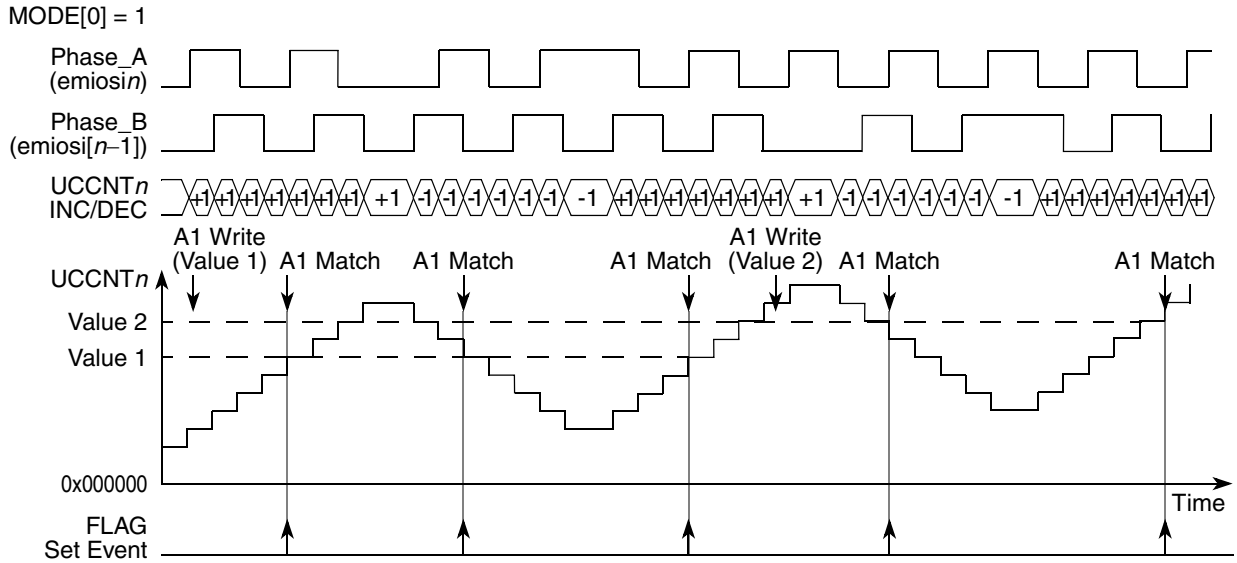 MODE[0] = 1
Phase_A
(emiosin)
Phase_B
(emiosi[n–1])
UCCNTn
INC/DEC
+1 +1 +1 +1 +1 +1 +1 +1 -1 -1 -1 -1 -1 -1 -1 +1 +1 +1 +1 +1 +1 +1 +1 -1 -1 -1 -1 -1 -1 -1 +1 +1 +1 +1 +1 +1 +1
A1 Write
(Value 1)
A1 Match
A1 Match
A1 Match
A1 Write
(Value 2)
A1 Match
A1 Match
UCCNTn
Value 2
Value 1
0x000000
Time
FLAG
Set Event